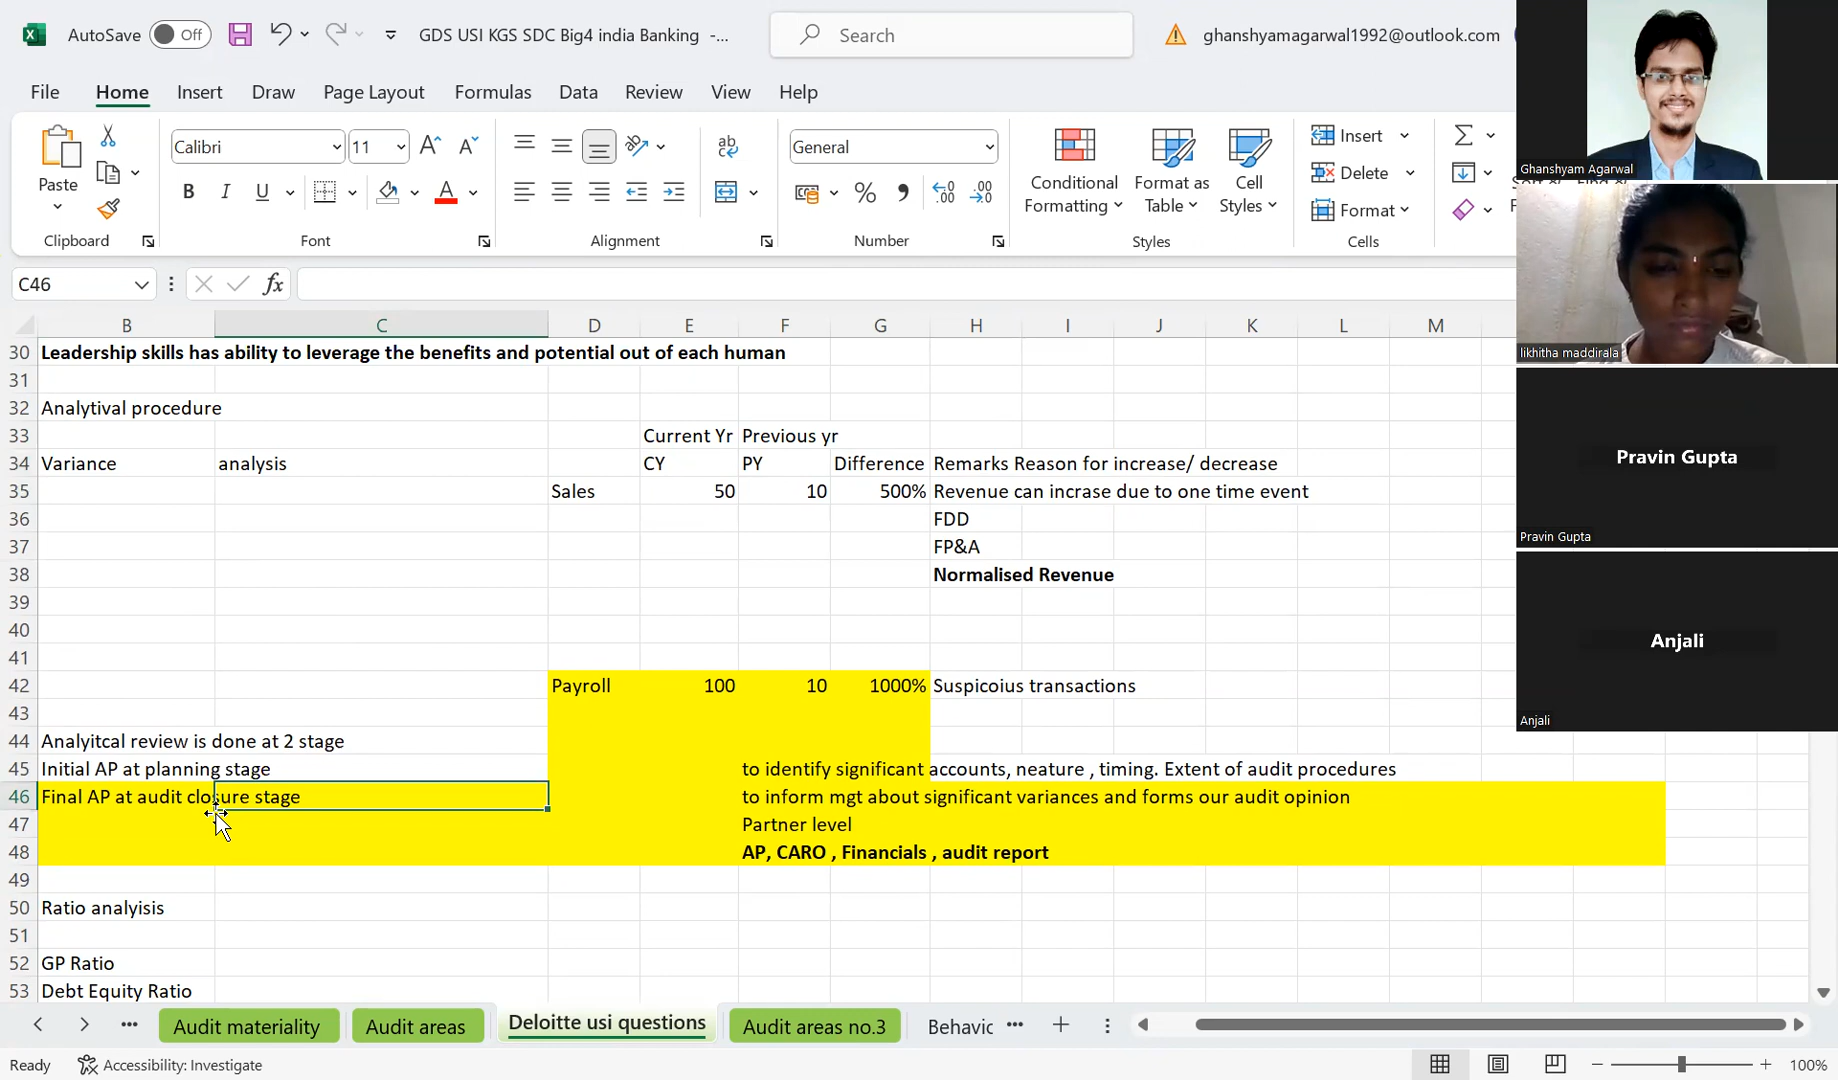 AutoSave Off GDS USI KGS SDC Big4 india Banking -... Search ghanshyamagarwal1992@outlook.com
File Home Insert Draw Page Layout Formulas Data Review View Help
Paste
Calibri 11
General
Conditional Formatting
Format as Table
Cell Styles
Insert
Delete
Format
Clipboard Font Alignment Number Styles Cells
C46 fx
B C D E F G H I J K L M
30 Leadership skills has ability to leverage the benefits and potential out of each human
31
32 Analytival procedure
33 Current Yr Previous yr
34 Variance analysis CY PY Difference Remarks Reason for increase/ decrease
35 Sales 50 10 500% Revenue can incrase due to one time event
36 FDD
37 FP&A
38 Normalised Revenue
39
40
41
42 Payroll 100 10 1000% Suspicoius transactions
43
44 Analyitcal review is done at 2 stage
45 Initial AP at planning stage to identify significant accounts, neature , timing. Extent of audit procedures
46 Final AP at audit closure stage to inform mgt about significant variances and forms our audit opinion
47 Partner level
48 AP, CARO , Financials , audit report
49
50 Ratio analyisis
51
52 GP Ratio
53 Debt Equity Ratio
Audit materiality Audit areas Deloitte usi questions Audit areas no.3 Behavic
Ready Accessibility: Investigate 100%
Ghanshyam Agarwal
likhitha maddirala
Pravin Gupta
Pravin Gupta
Anjali
Anjali